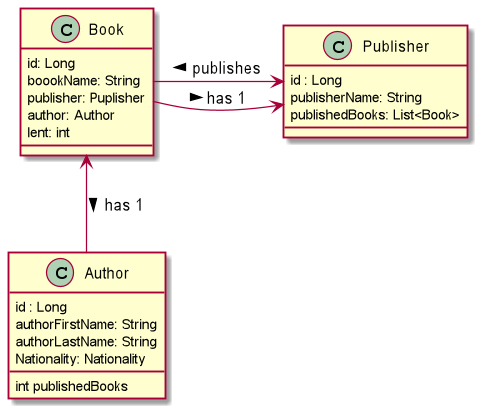 C Book
id: Long
boookName: String
publisher: Puplisher
author: Author
lent: int
publishes
has 1
C Publisher
id : Long
publisherName: String
publishedBooks: List<Book>
has 1
C Author
id : Long
authorFirstName: String
authorLastName: String
Nationality: Nationality
int publishedBooks